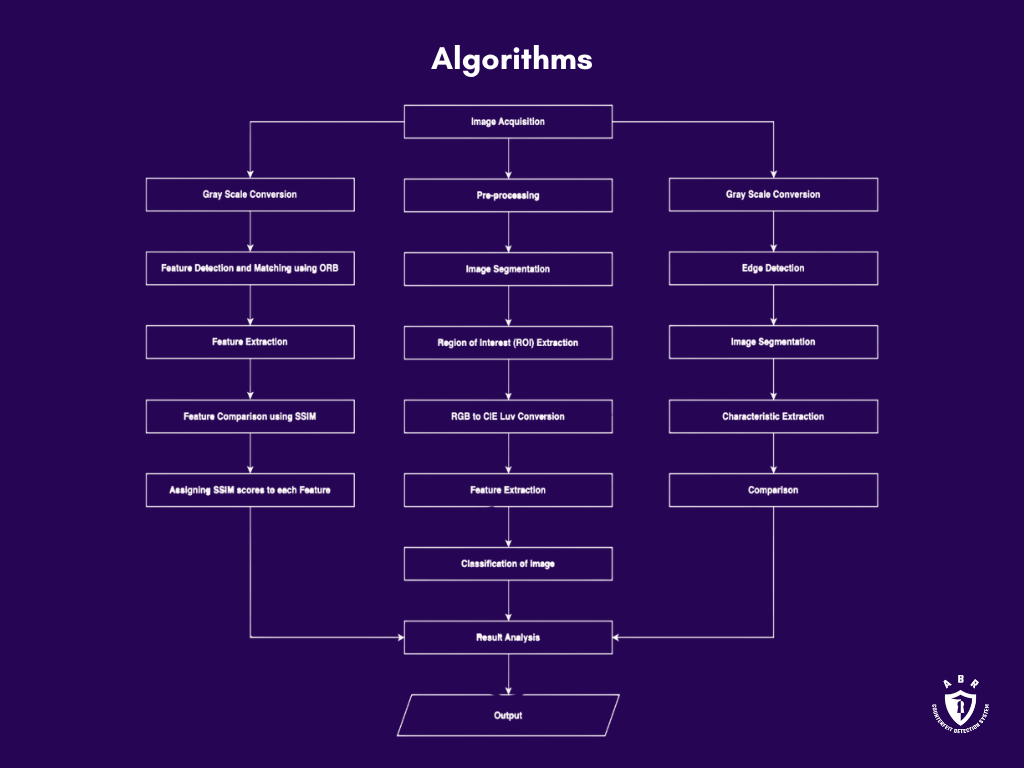 Algorithms
Image Acquisition
Gray Scale Conversion
Pre-processing
Gray Scale Conversion
Feature Detection and Matching using ORB
Image Segmentation
Edge Detection
Feature Extraction
Region of Interest (ROI) Extraction
Image Segmentation
Feature Comparison using SSIM
RGB to CIE Luv Conversion
Characteristic Extraction
Assigning SSIM scores to each Feature
Feature Extraction
Comparison
Classification of Image
Result Analysis
Output
ABR
COUNTERFEIT DETECTION SYSTEM